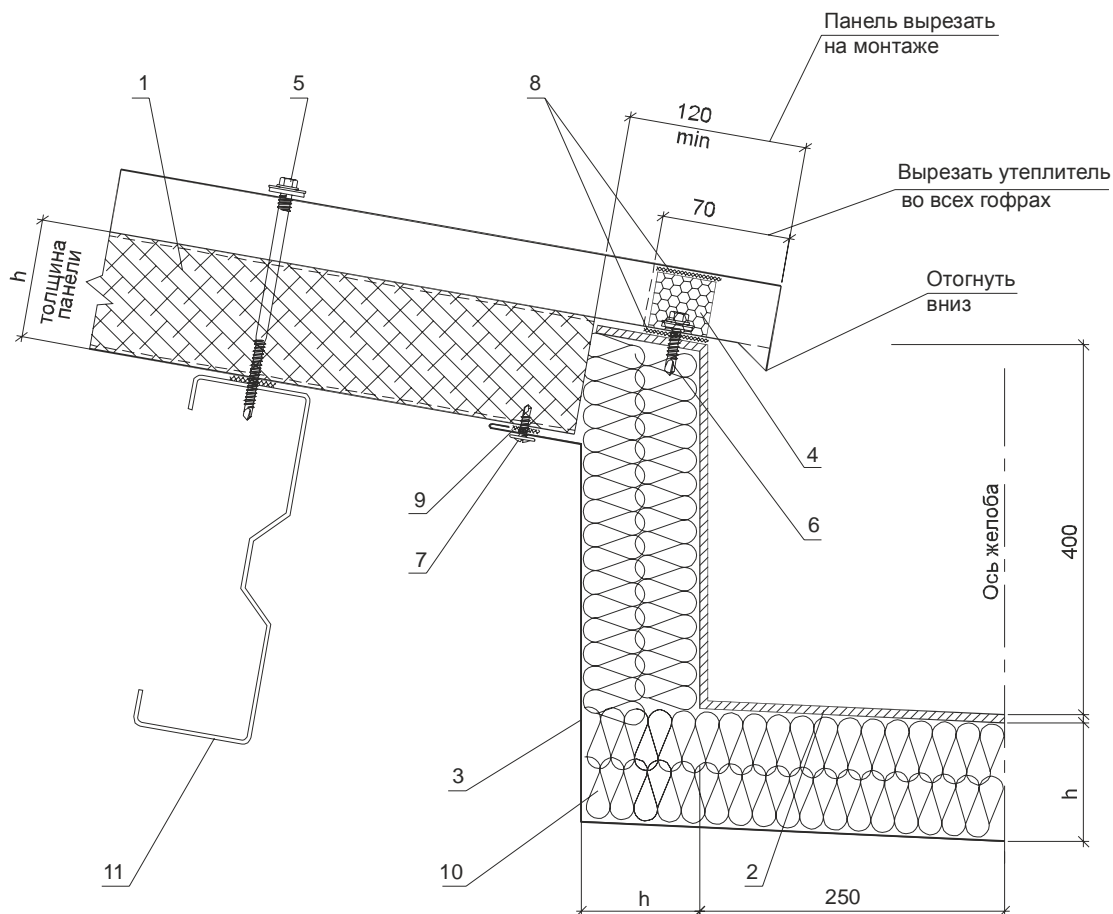 Панель вырезать
на монтаже
1
5
8
120
min
Вырезать утеплитель
во всех гофрах
70
h
толщина
панели
Отогнуть
вниз
4
9
6
7
Ось желоба
400
3
h
11
10
h
2
250